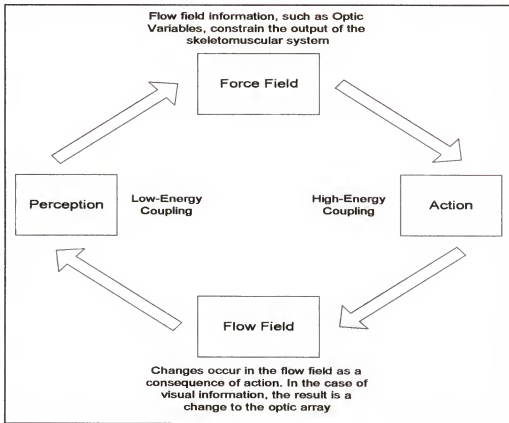 Flow field information, such as Optic
Variables, constrain the output of the
skeletomuscular system
Force Field
Perception
Low-Energy
Coupling
High-Energy
Coupling
Action
Flow Field
Changes occur in the flow field as a
consequence of action. In the case of
visual information, the result is a
change to the optic array